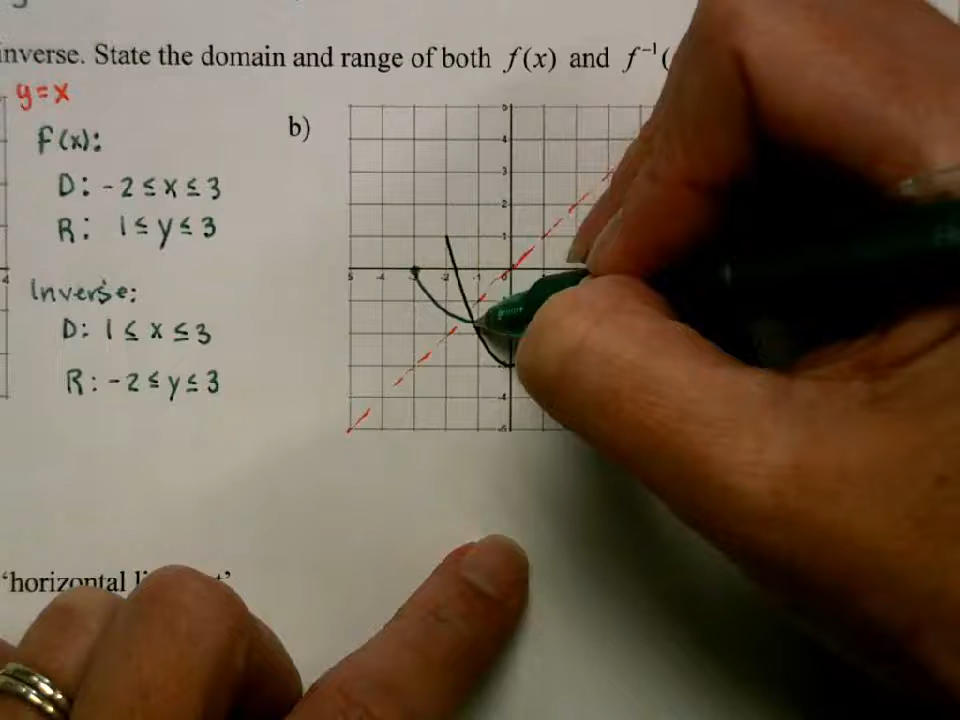 inverse. State the domain and range of both f(x) and f⁻¹(
y=x
F(x):
b)
D: -2 ≤ x ≤ 3
R: 1 ≤ y ≤ 3
Inverse:
D: 1 ≤ x ≤ 3
R: -2 ≤ y ≤ 3
'horizontal